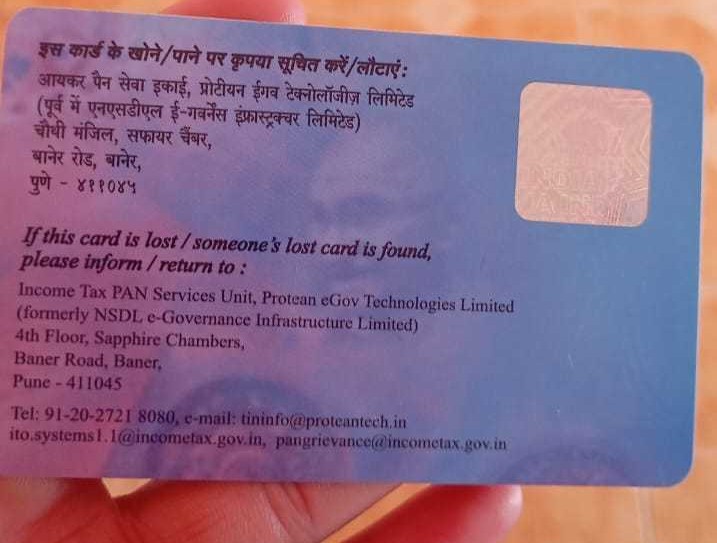 इस कार्ड के खोने/पाने पर कृपया सूचित करें/लौटाएं:
आयकर पैन सेवा इकाई, प्रोटीयन ईगव टेक्नोलॉजीज़ लिमिटेड
(पूर्व में एनएसडीएल ई-गवर्नेंस इंफ्रास्ट्रक्चर लिमिटेड)
चौथी मंजिल, सफायर चैंबर,
बानेर रोड, बानेर,
पुणे - ४११०४५
If this card is lost / someone's lost card is found,
please inform / return to :
Income Tax PAN Services Unit, Protean eGov Technologies Limited
(formerly NSDL e-Governance Infrastructure Limited)
4th Floor, Sapphire Chambers,
Baner Road, Baner,
Pune - 411045
Tel: 91-20-2721 8080, e-mail: tininfo@proteantech.in
ito.systems1.1@incometax.gov.in, pangrievance@incometax.gov.in